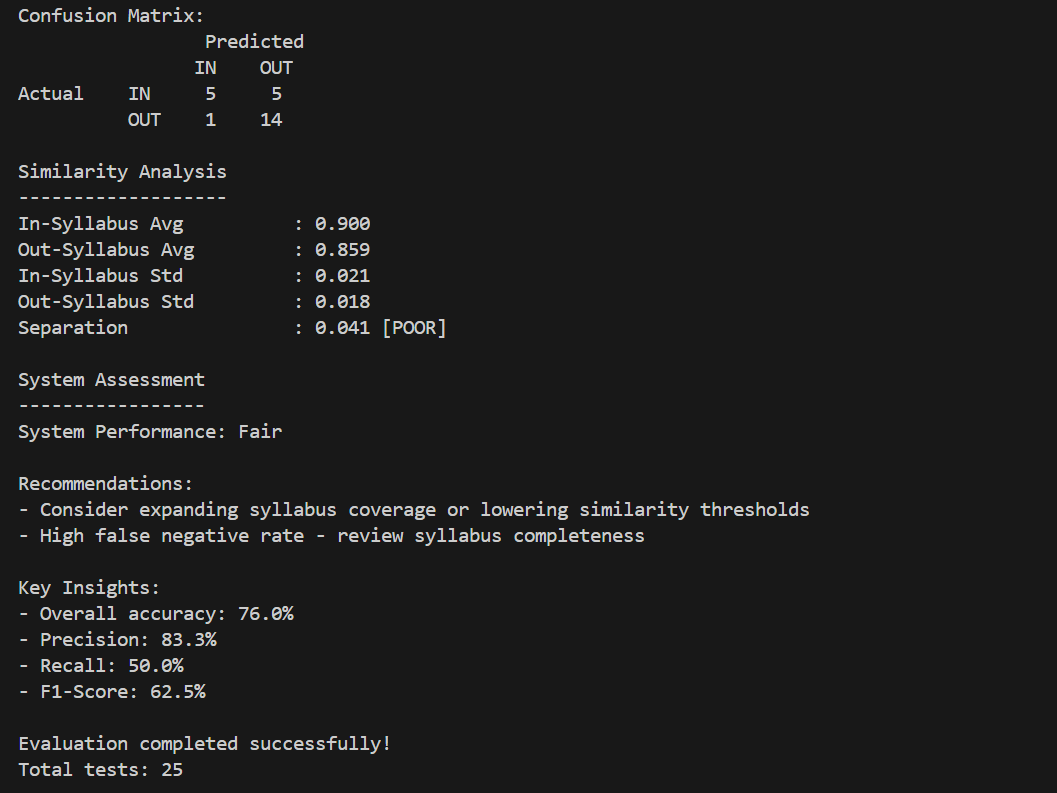 Confusion Matrix:
Predicted
IN OUT
Actual IN 5 5
OUT 1 14
Similarity Analysis
-------------------
In-Syllabus Avg : 0.900
Out-Syllabus Avg : 0.859
In-Syllabus Std : 0.021
Out-Syllabus Std : 0.018
Separation : 0.041 [POOR]
System Assessment
-----------------
System Performance: Fair
Recommendations:
- Consider expanding syllabus coverage or lowering similarity thresholds
- High false negative rate - review syllabus completeness
Key Insights:
- Overall accuracy: 76.0%
- Precision: 83.3%
- Recall: 50.0%
- F1-Score: 62.5%
Evaluation completed successfully!
Total tests: 25